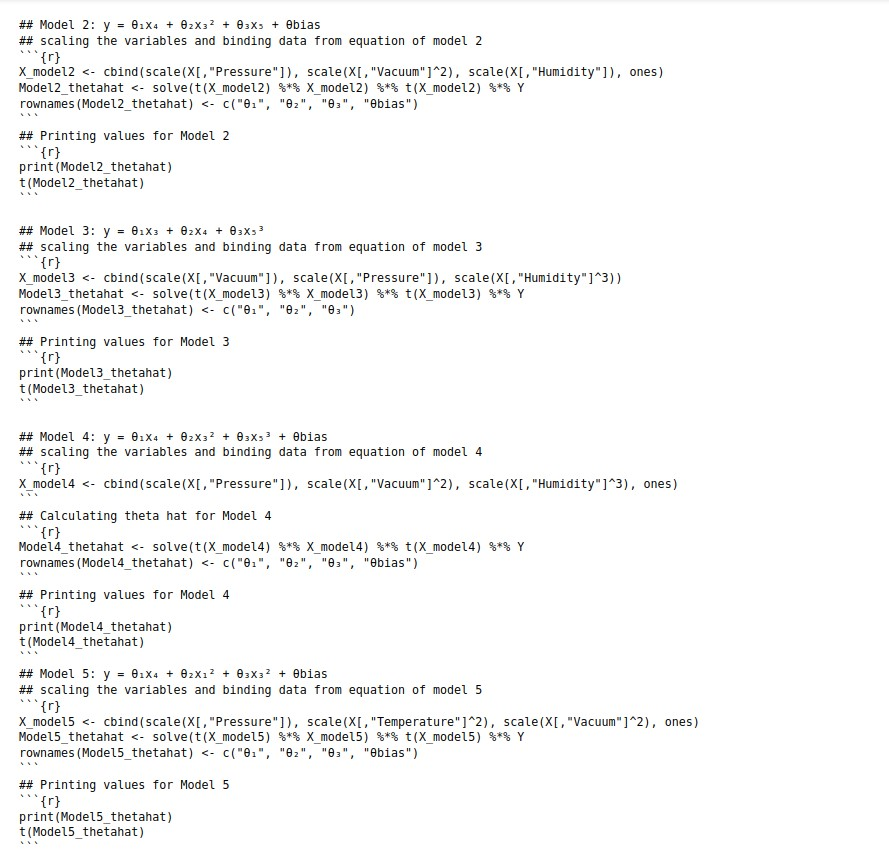 ## Model 2: y = θ₁x₄ + θ₂x₃² + θ₃x₅ + θbias
## scaling the variables and binding data from equation of model 2
```{r}
X_model2 <- cbind(scale(X[,"Pressure"]), scale(X[,"Vacuum"]^2), scale(X[,"Humidity"]), ones)
Model2_thetahat <- solve(t(X_model2) %*% X_model2) %*% t(X_model2) %*% Y
rownames(Model2_thetahat) <- c("θ₁", "θ₂", "θ₃", "θbias")
```
## Printing values for Model 2
```{r}
print(Model2_thetahat)
t(Model2_thetahat)
```
## Model 3: y = θ₁x₃ + θ₂x₄ + θ₃x₅³
## scaling the variables and binding data from equation of model 3
```{r}
X_model3 <- cbind(scale(X[,"Vacuum"]), scale(X[,"Pressure"]), scale(X[,"Humidity"]^3))
Model3_thetahat <- solve(t(X_model3) %*% X_model3) %*% t(X_model3) %*% Y
rownames(Model3_thetahat) <- c("θ₁", "θ₂", "θ₃")
```
## Printing values for Model 3
```{r}
print(Model3_thetahat)
t(Model3_thetahat)
```
## Model 4: y = θ₁x₄ + θ₂x₃² + θ₃x₅³ + θbias
## scaling the variables and binding data from equation of model 4
```{r}
X_model4 <- cbind(scale(X[,"Pressure"]), scale(X[,"Vacuum"]^2), scale(X[,"Humidity"]^3), ones)
```
## Calculating theta hat for Model 4
```{r}
Model4_thetahat <- solve(t(X_model4) %*% X_model4) %*% t(X_model4) %*% Y
rownames(Model4_thetahat) <- c("θ₁", "θ₂", "θ₃", "θbias")
```
## Printing values for Model 4
```{r}
print(Model4_thetahat)
t(Model4_thetahat)
```
## Model 5: y = θ₁x₄ + θ₂x₁² + θ₃x₃² + θbias
## scaling the variables and binding data from equation of model 5
```{r}
X_model5 <- cbind(scale(X[,"Pressure"]), scale(X[,"Temperature"]^2), scale(X[,"Vacuum"]^2), ones)
Model5_thetahat <- solve(t(X_model5) %*% X_model5) %*% t(X_model5) %*% Y
rownames(Model5_thetahat) <- c("θ₁", "θ₂", "θ₃", "θbias")
```
## Printing values for Model 5
```{r}
print(Model5_thetahat)
t(Model5_thetahat)
```